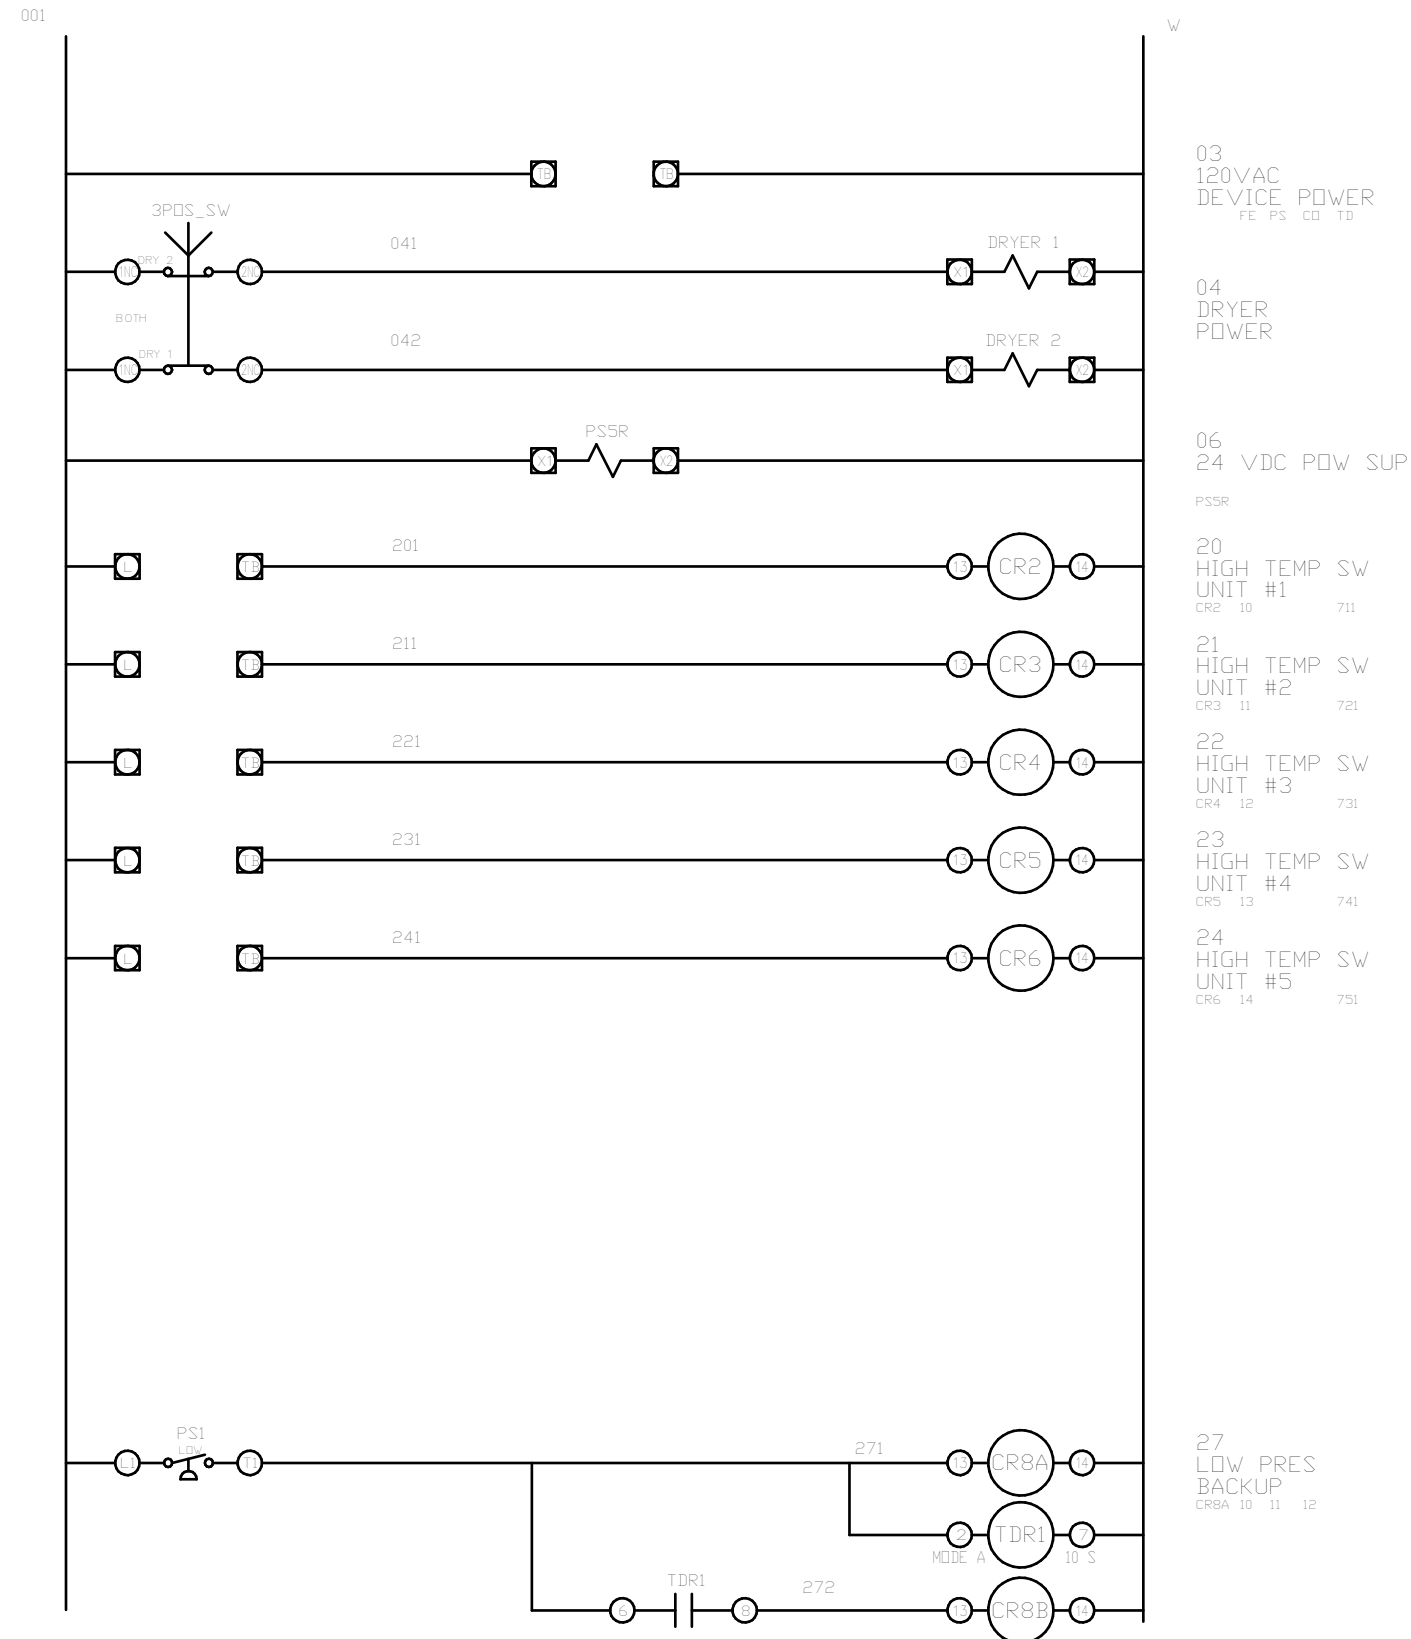 001
W
TB
TB
03
120VAC
DEVICE POWER
FE PS CO TD
3POS_SW
DRY 2
1NC
2NC
041
DRYER 1
X1
X2
04
DRYER
POWER
BOTH
DRY 1
1NC
2NC
042
DRYER 2
X1
X2
PS5R
X1
X2
06
24 VDC POW SUP
PS5R
L
TB
201
13
CR2
14
20
HIGH TEMP SW
UNIT #1
CR2 10 711
L
TB
211
13
CR3
14
21
HIGH TEMP SW
UNIT #2
CR3 11 721
L
TB
221
13
CR4
14
22
HIGH TEMP SW
UNIT #3
CR4 12 731
L
TB
231
13
CR5
14
23
HIGH TEMP SW
UNIT #4
CR5 13 741
L
TB
241
13
CR6
14
24
HIGH TEMP SW
UNIT #5
CR6 14 751
PS1
LOW
L1
T1
271
13
CR8A
14
27
LOW PRES
BACKUP
CR8A 10 11 12
2
TDR1
7
MODE A
10 S
TDR1
6
8
272
13
CR8B
14